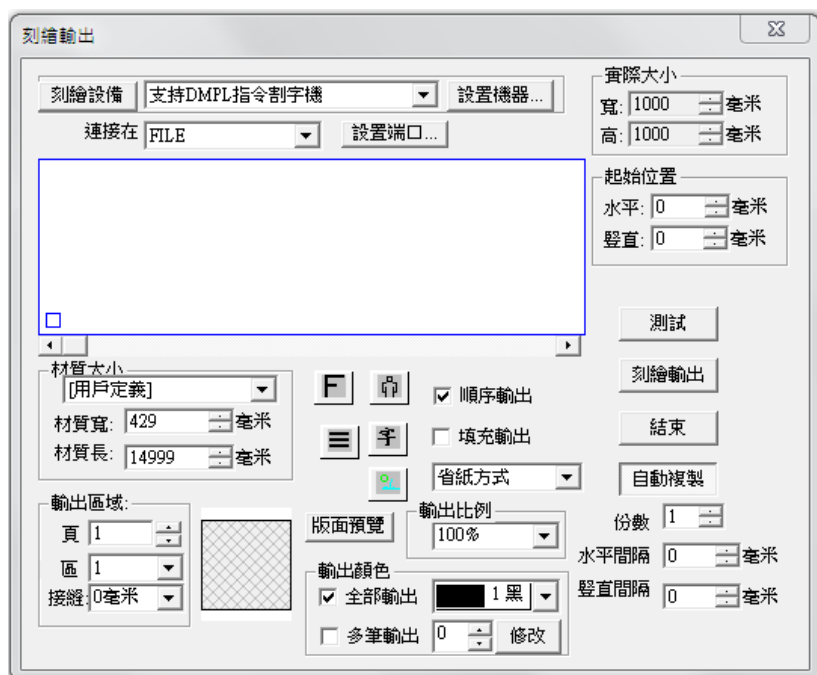 刻繪輸出
刻繪設備 支持DMPL指令割字機 設置機器...
連接在 FILE 設置端口...
實際大小
寬: 1000 毫米
高: 1000 毫米
起始位置
水平: 0 毫米
豎直: 0 毫米
測試
刻繪輸出
結束
自動複製
份數 1
水平間隔 0 毫米
豎直間隔 0 毫米
材質大小
[用戶定義]
材質寬: 429 毫米
材質長: 14999 毫米
F
字
順序輸出
填充輸出
省紙方式
輸出區域:
頁 1
區 1
接縫: 0毫米
版面預覽
輸出比例
100%
輸出顏色
全部輸出 1 黑
多筆輸出 0 修改